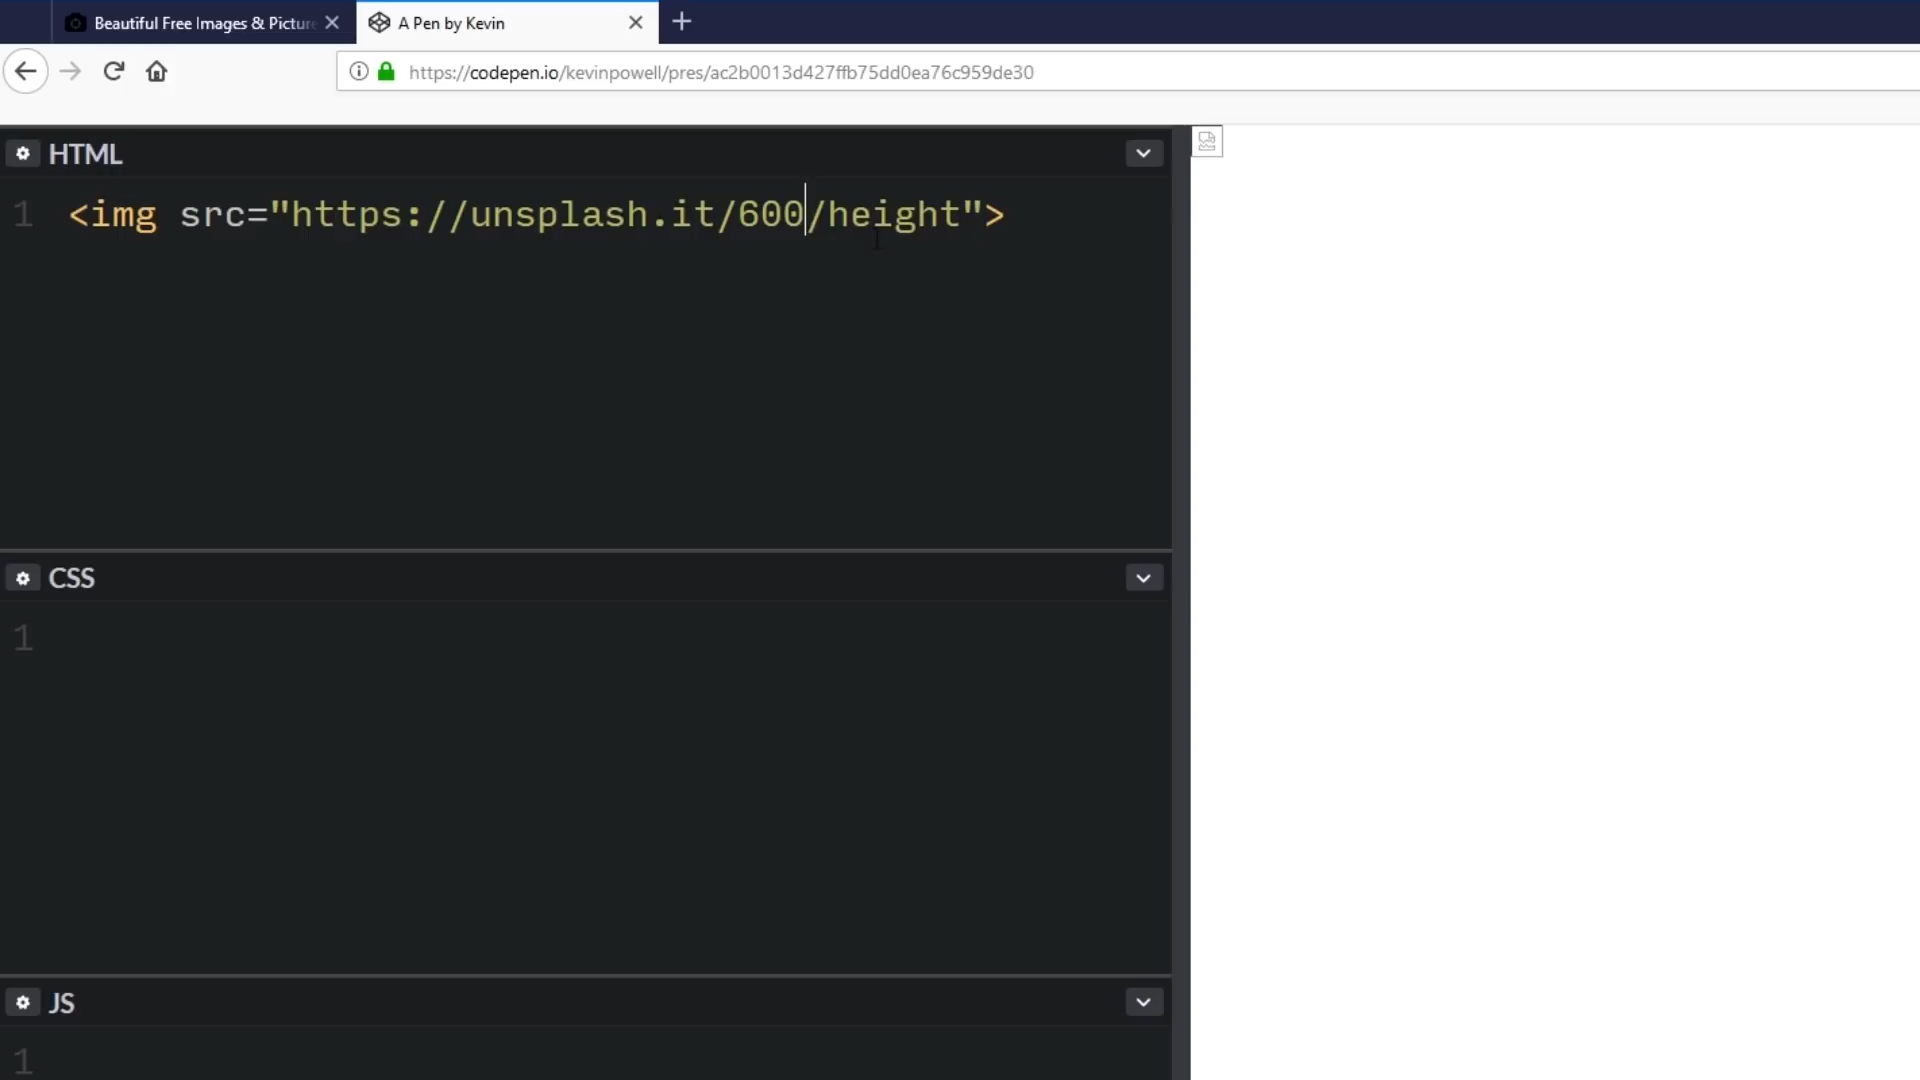 Beautiful Free Images & Picture
A Pen by Kevin
https://codepen.io/kevinpowell/pres/ac2b0013d427ffb75dd0ea76c959de30
HTML
1 <img src="https://unsplash.it/600/height">
CSS
1
JS
1